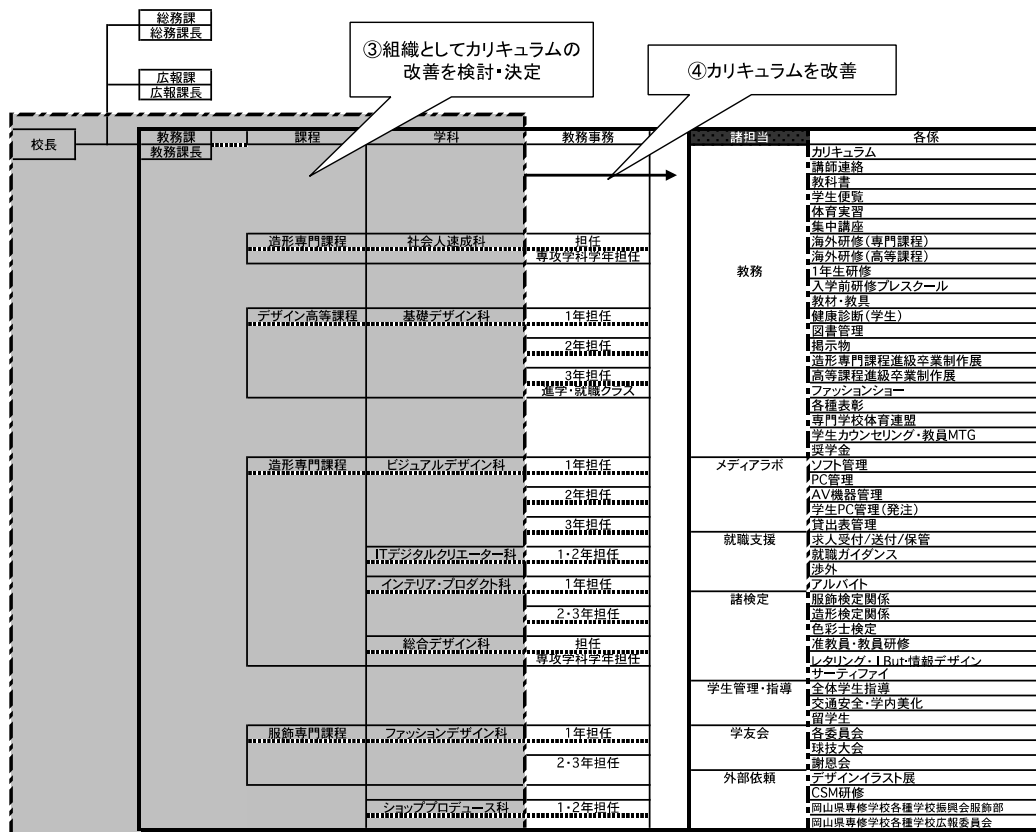 総務課
総務課長
広報課
広報課長
③組織としてカリキュラムの
改善を検討・決定
④カリキュラムを改善
校長
教務課
教務課長
課程
学科
教務事務
諸担当
各係
造形専門課程
社会人速成科
担任
専攻学科学年担任
デザイン高等課程
基礎デザイン科
1年担任
2年担任
3年担任
進学・就職クラス
造形専門課程
ビジュアルデザイン科
1年担任
2年担任
3年担任
ITデジタルクリエーター科
1・2年担任
インテリア・プロダクト科
1年担任
2・3年担任
総合デザイン科
担任
専攻学科学年担任
服飾専門課程
ファッションデザイン科
1年担任
2・3年担任
ショッププロデュース科
1・2年担任
教務
カリキュラム
講師連絡
教科書
学生便覧
体育実習
集中講座
海外研修(専門課程)
海外研修(高等課程)
1年生研修
入学前研修プレスクール
教材・教具
健康診断(学生)
図書管理
掲示物
造形専門課程進級卒業制作展
高等課程進級卒業制作展
ファッションショー
各種表彰
専門学校体育連盟
学生カウンセリング・教員MTG
奨学金
メディアラボ
ソフト管理
PC管理
AV機器管理
学生PC管理(発注)
貸出表管理
就職支援
求人受付/送付/保管
就職ガイダンス
渉外
アルバイト
諸検定
服飾検定関係
造形検定関係
色彩士検定
准教員・教員研修
レタリング・I But・情報デザイン
サーティファイ
学生管理・指導
全体学生指導
交通安全・学内美化
留学生
学友会
各委員会
球技大会
謝恩会
外部依頼
デザインイラスト展
CSM研修
岡山県専修学校各種学校振興会服飾部
岡山県専修学校各種学校広報委員会